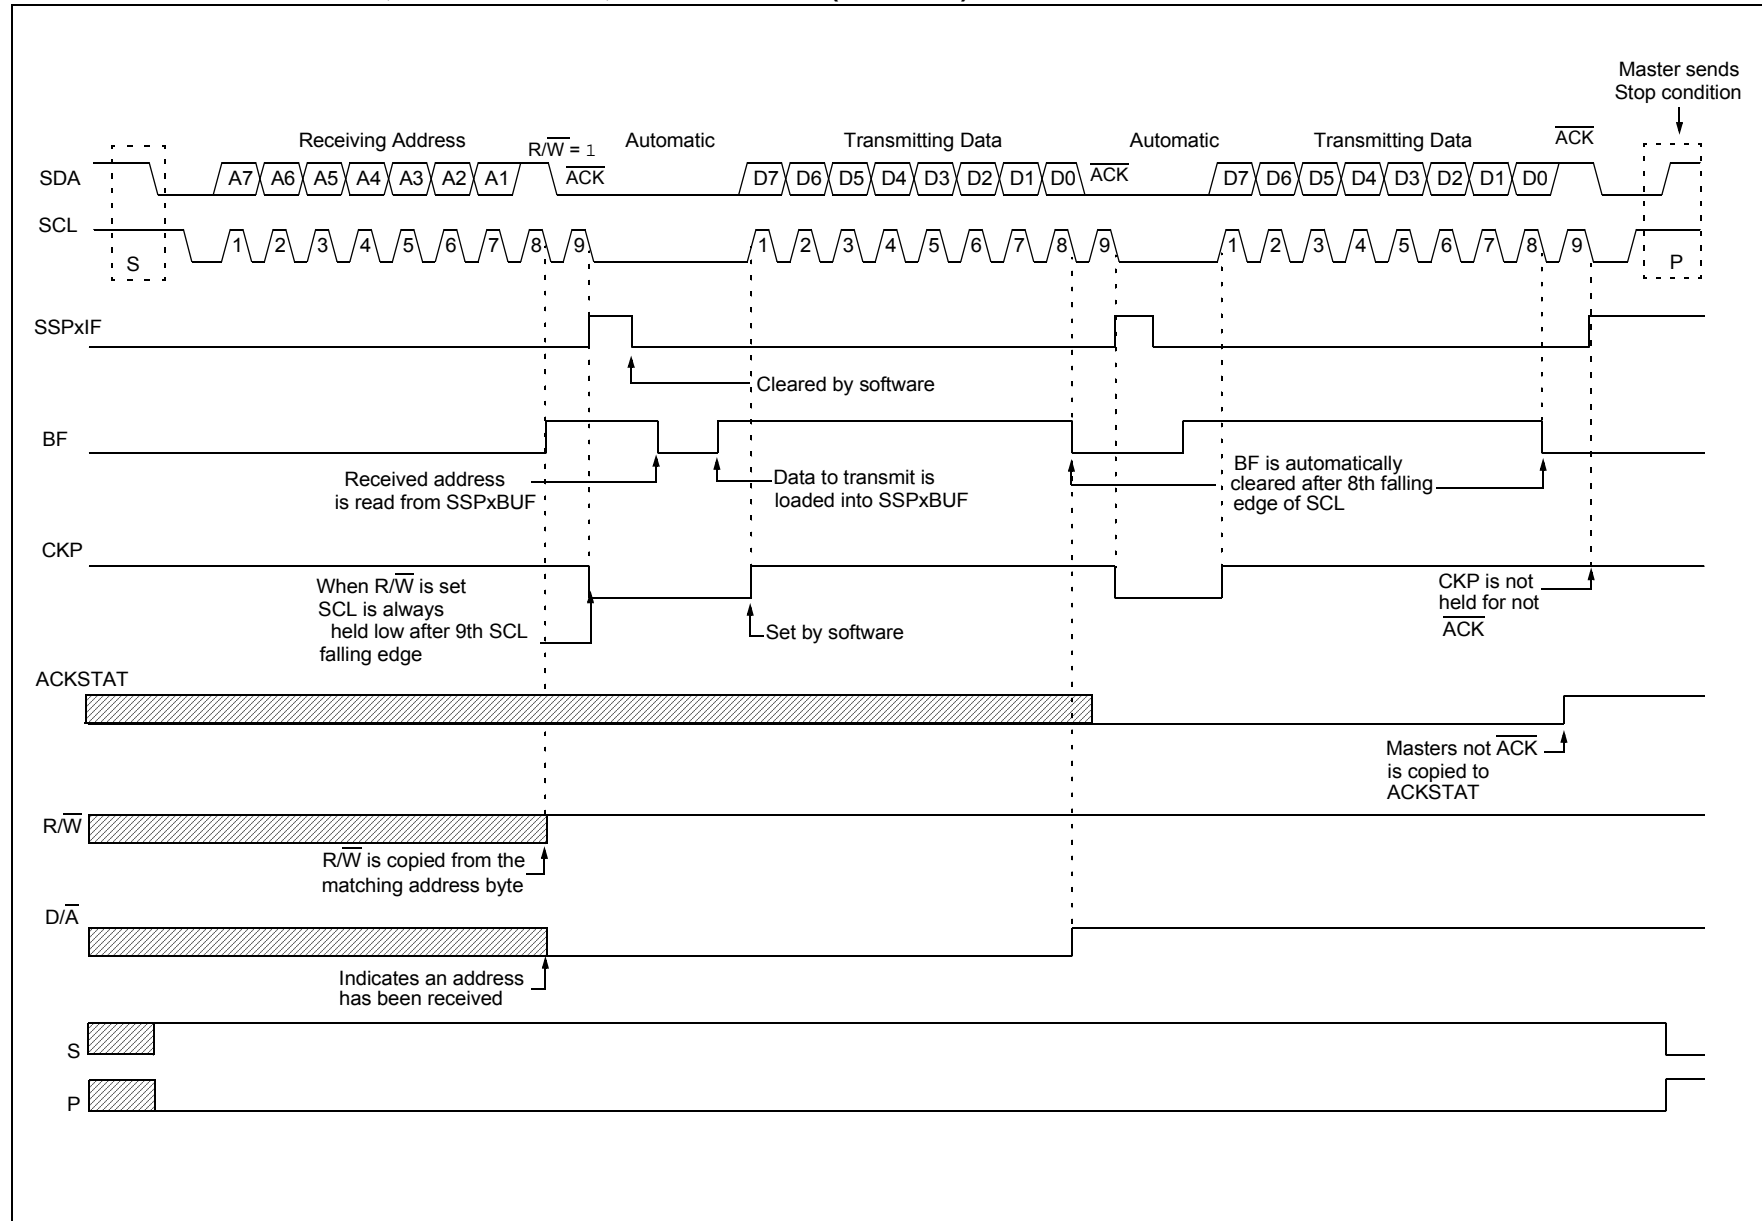 Master sends
Stop condition
Receiving Address
R/W̅ = 1
Automatic
Transmitting Data
Automatic
Transmitting Data
A̅C̅K̅
SDA
A7 A6 A5 A4 A3 A2 A1
A̅C̅K̅
D7 D6 D5 D4 D3 D2 D1 D0
A̅C̅K̅
D7 D6 D5 D4 D3 D2 D1 D0
SCL
S
1 2 3 4 5 6 7 8 9
1 2 3 4 5 6 7 8 9
1 2 3 4 5 6 7 8 9
P
SSPxIF
Cleared by software
BF
Received address
is read from SSPxBUF
Data to transmit is
loaded into SSPxBUF
BF is automatically
cleared after 8th falling
edge of SCL
CKP
When R/W̅ is set
SCL is always
held low after 9th SCL
falling edge
Set by software
CKP is not
held for not
A̅C̅K̅
ACKSTAT
Masters not A̅C̅K̅
is copied to
ACKSTAT
R/W̅
R/W̅ is copied from the
matching address byte
D/A̅
Indicates an address
has been received
S
P